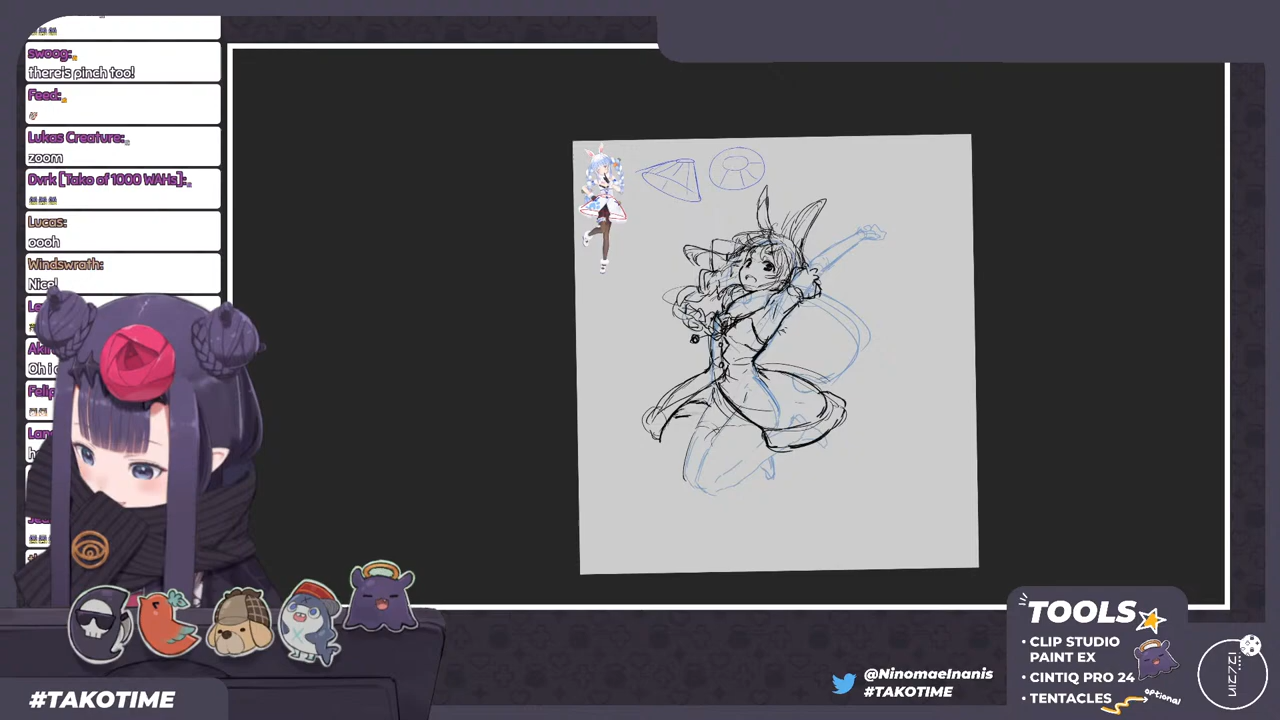 swoog:
there's pinch too!
Feed:
Lukas Creature:
zoom
Dvrk [Tako of 1000 WAHs]:
Lucas:
oooh
Windswrath:
Nice!
Oh i
#TAKOTIME
@NinomaeInanis
#TAKOTIME
TOOLS
• CLIP STUDIO
PAINT EX
• CINTIQ PRO 24
• TENTACLES
optional